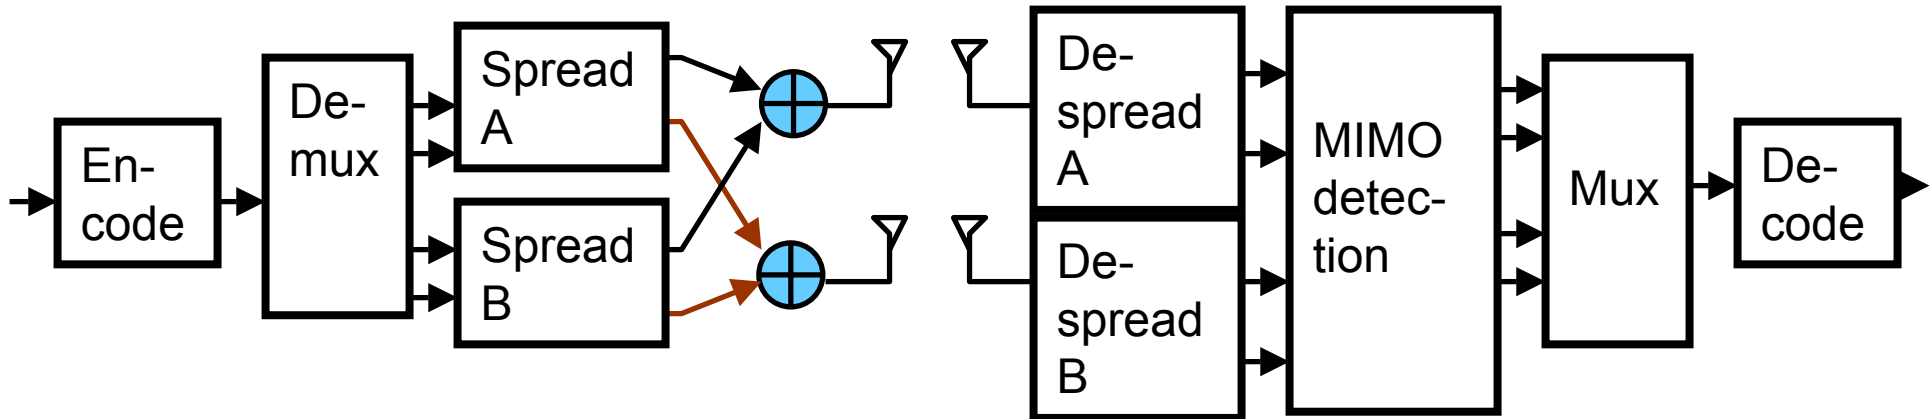 En-
code
De-
mux
Spread
A
Spread
B
De-
spread
A
De-
spread
B
MIMO
detec-
tion
Mux
De-
code